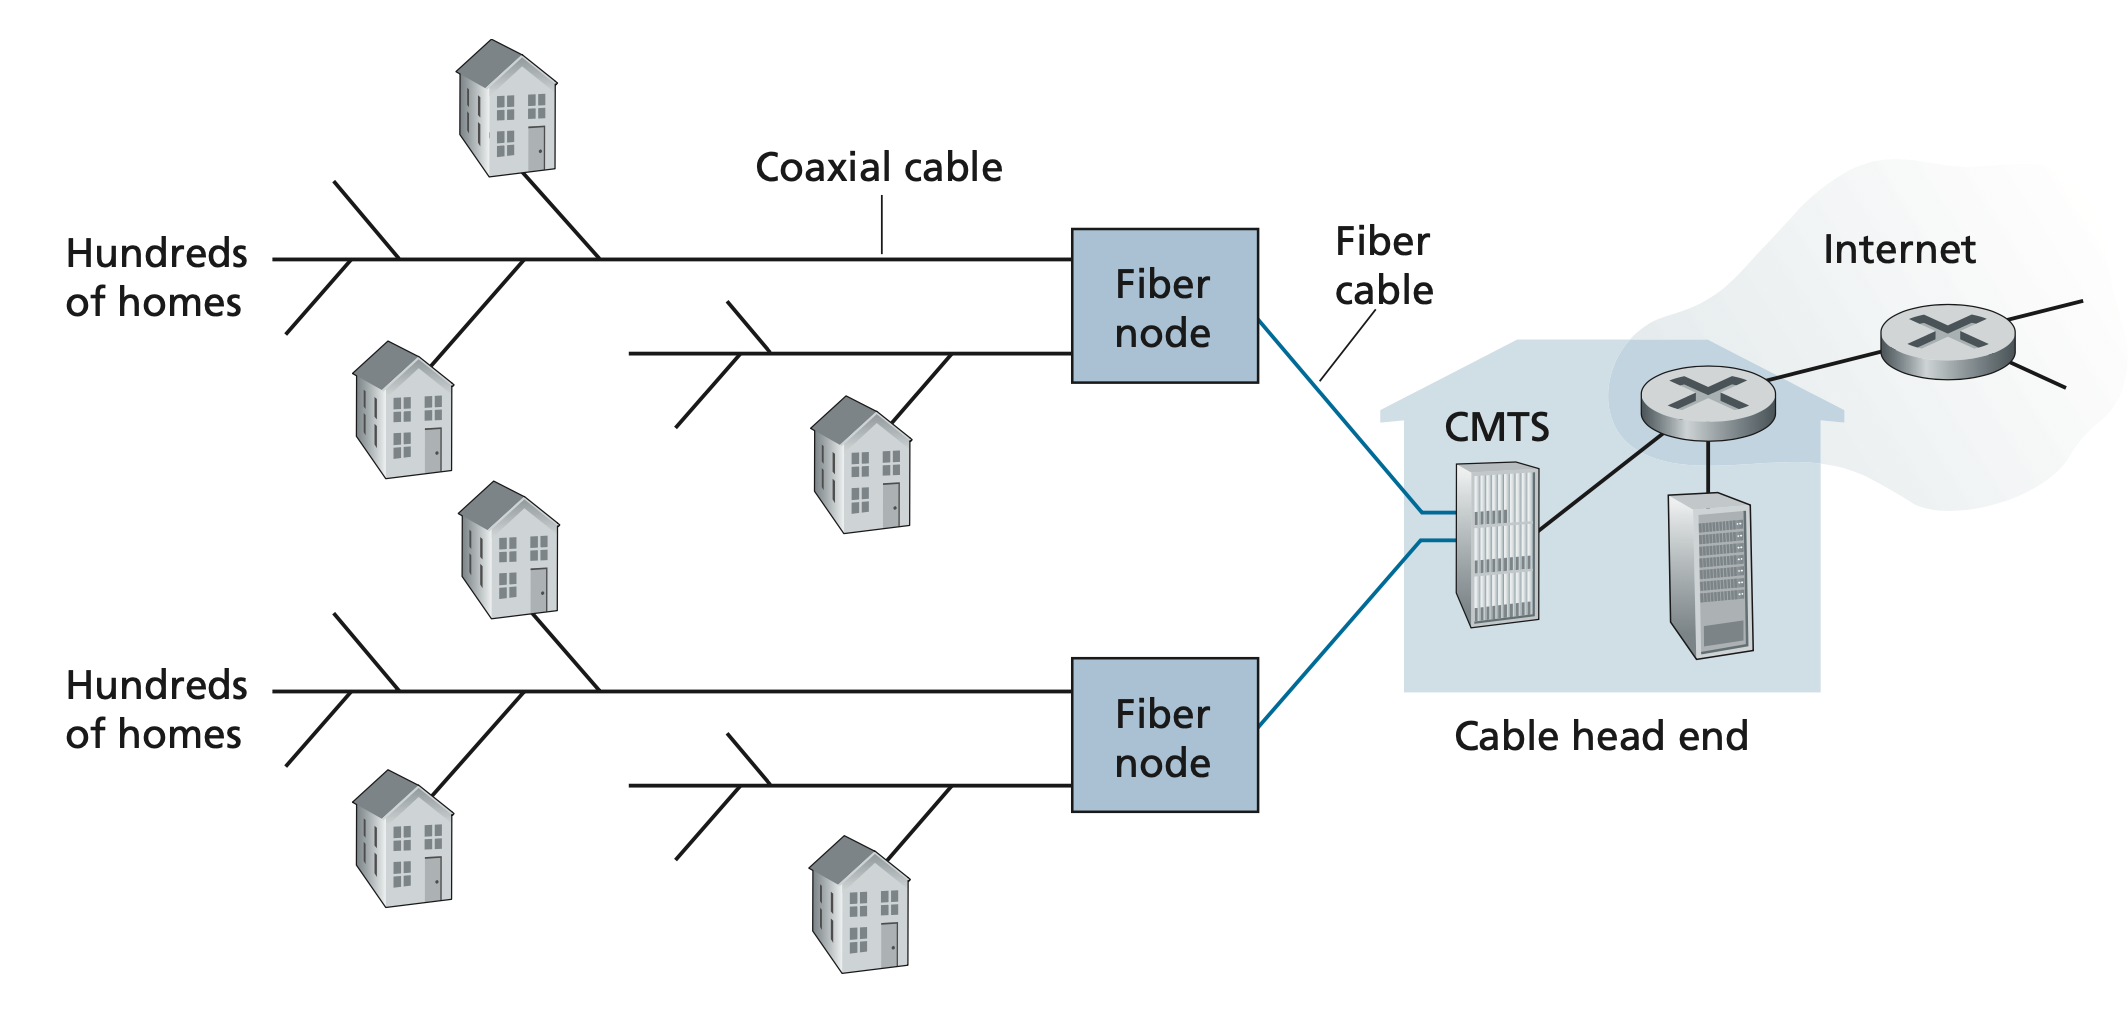 Coaxial cable
Hundreds
of homes
Fiber
node
Fiber
cable
Internet
CMTS
Hundreds
of homes
Fiber
node
Cable head end